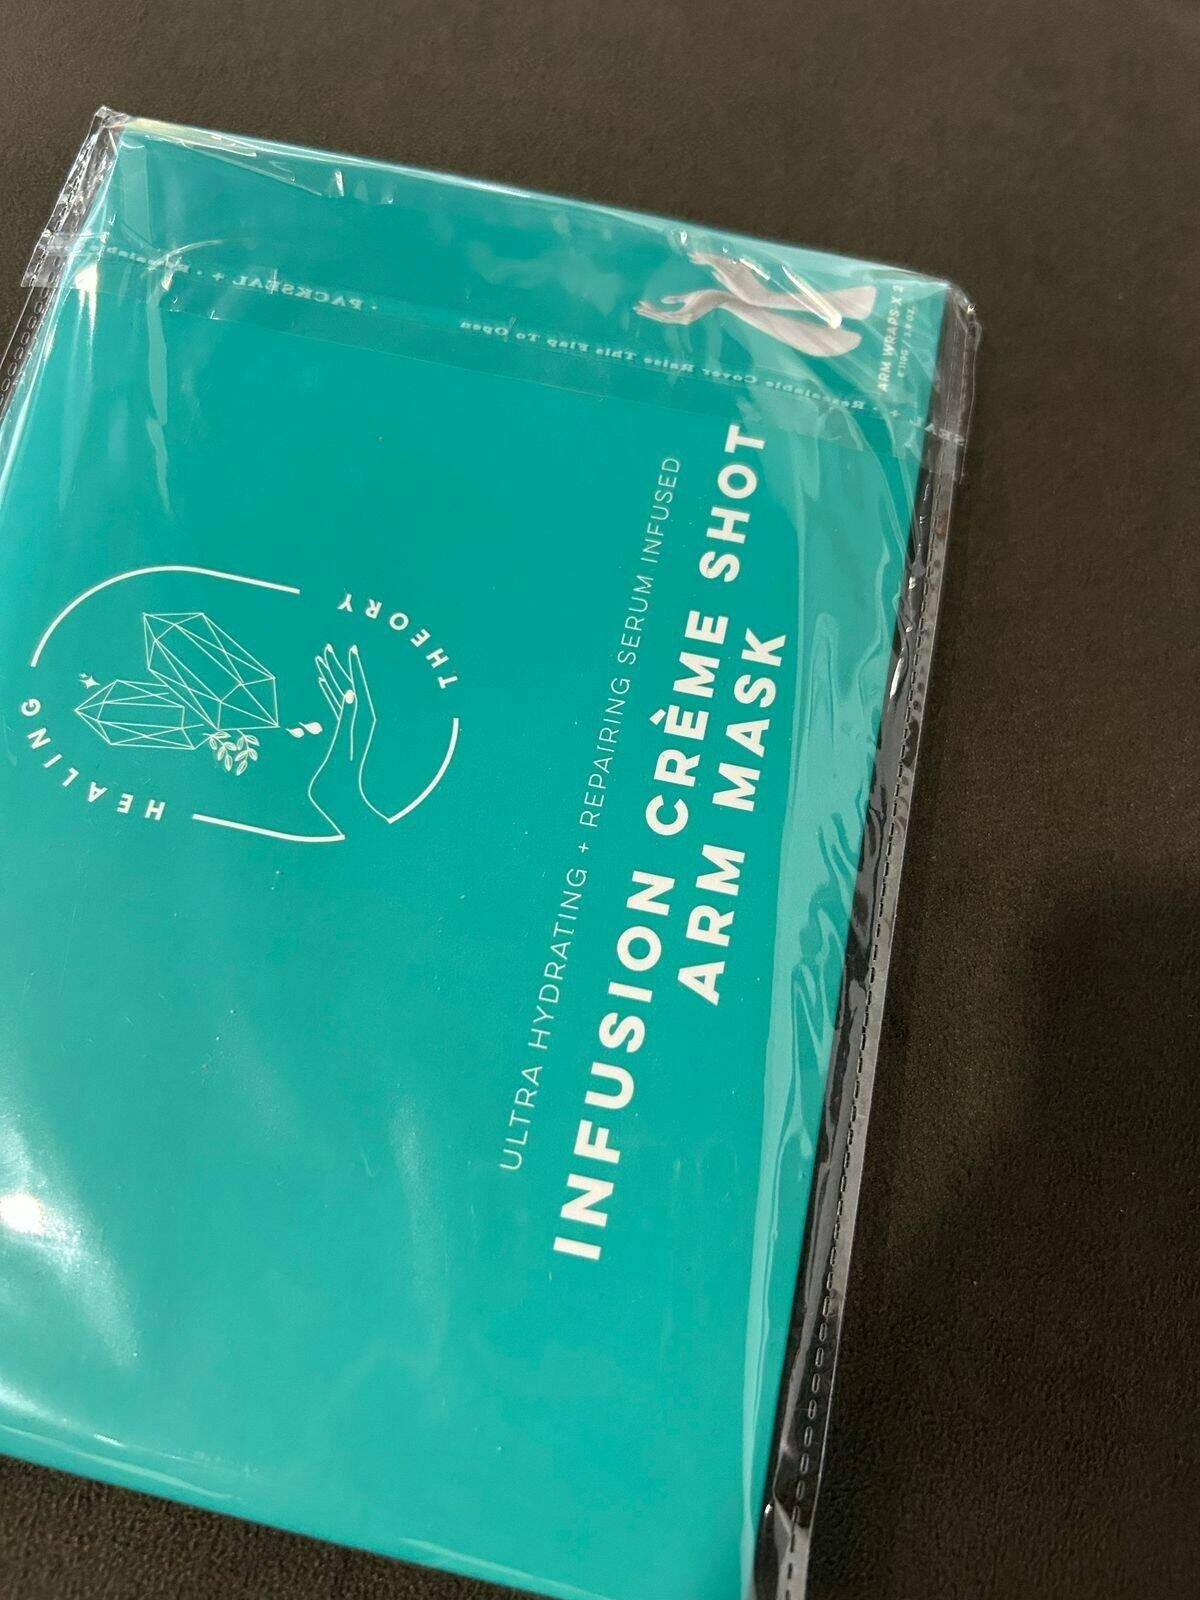 HEALING THEORY
ULTRA HYDRATING + REPAIRING SERUM INFUSED
INFUSION CRÈME SHOT
ARM MASK
ARM WRAPS X 2
Resealable Cover Raise This Flap To Open
• PACKSEAL • +